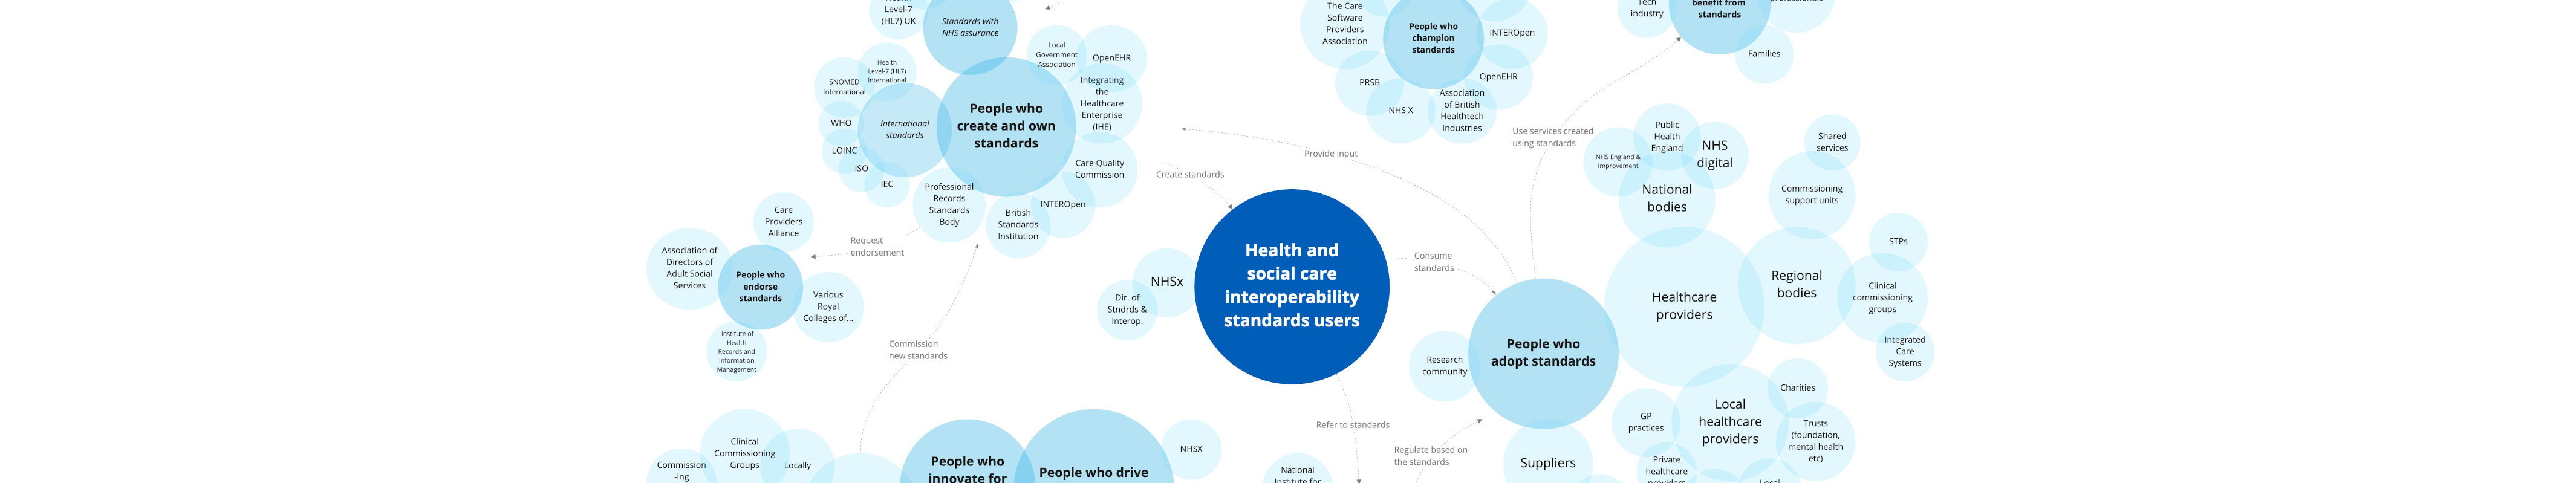 Level-7
(HL7) UK
Standards with
NHS assurance
Local
Government
Association
OpenEHR
Health
Level-7 (HL7)
International
SNOMED
International
Integrating
the
Healthcare
Enterprise
(IHE)
WHO
International
standards
People who
create and own
standards
LOINC
ISO
IEC
Care Quality
Commission
Professional
Records
Standards
Body
British
Standards
Institution
INTEROpen
Create standards
Request
endorsement
Care
Providers
Alliance
Association of
Directors of
Adult Social
Services
People who
endorse
standards
Various
Royal
Colleges of...
Institute of
Health
Records and
Information
Management
Commission
new standards
Clinical
Commissioning
Groups
Locally
Commission
-ing
People who
innovate for
People who drive
NHSX
The Care
Software
Providers
Association
People who
champion
standards
INTEROpen
OpenEHR
PRSB
NHS X
Association
of British
Healthtech
Industries
Provide input
NHSx
Dir. of
Stndrds &
Interop.
Health and
social care
interoperability
standards users
Consume
standards
Refer to standards
Regulate based on
the standards
National
Institute for
Tech
industry
benefit from
standards
Families
Use services created
using standards
Public
Health
England
NHS England &
Improvement
NHS
digital
National
bodies
Shared
services
Commissioning
support units
STPs
Regional
bodies
Clinical
commissioning
groups
Integrated
Care
Systems
Healthcare
providers
People who
adopt standards
Research
community
Suppliers
Charities
GP
practices
Local
healthcare
providers
Trusts
(foundation,
mental health
etc)
Private
healthcare
providers
Local